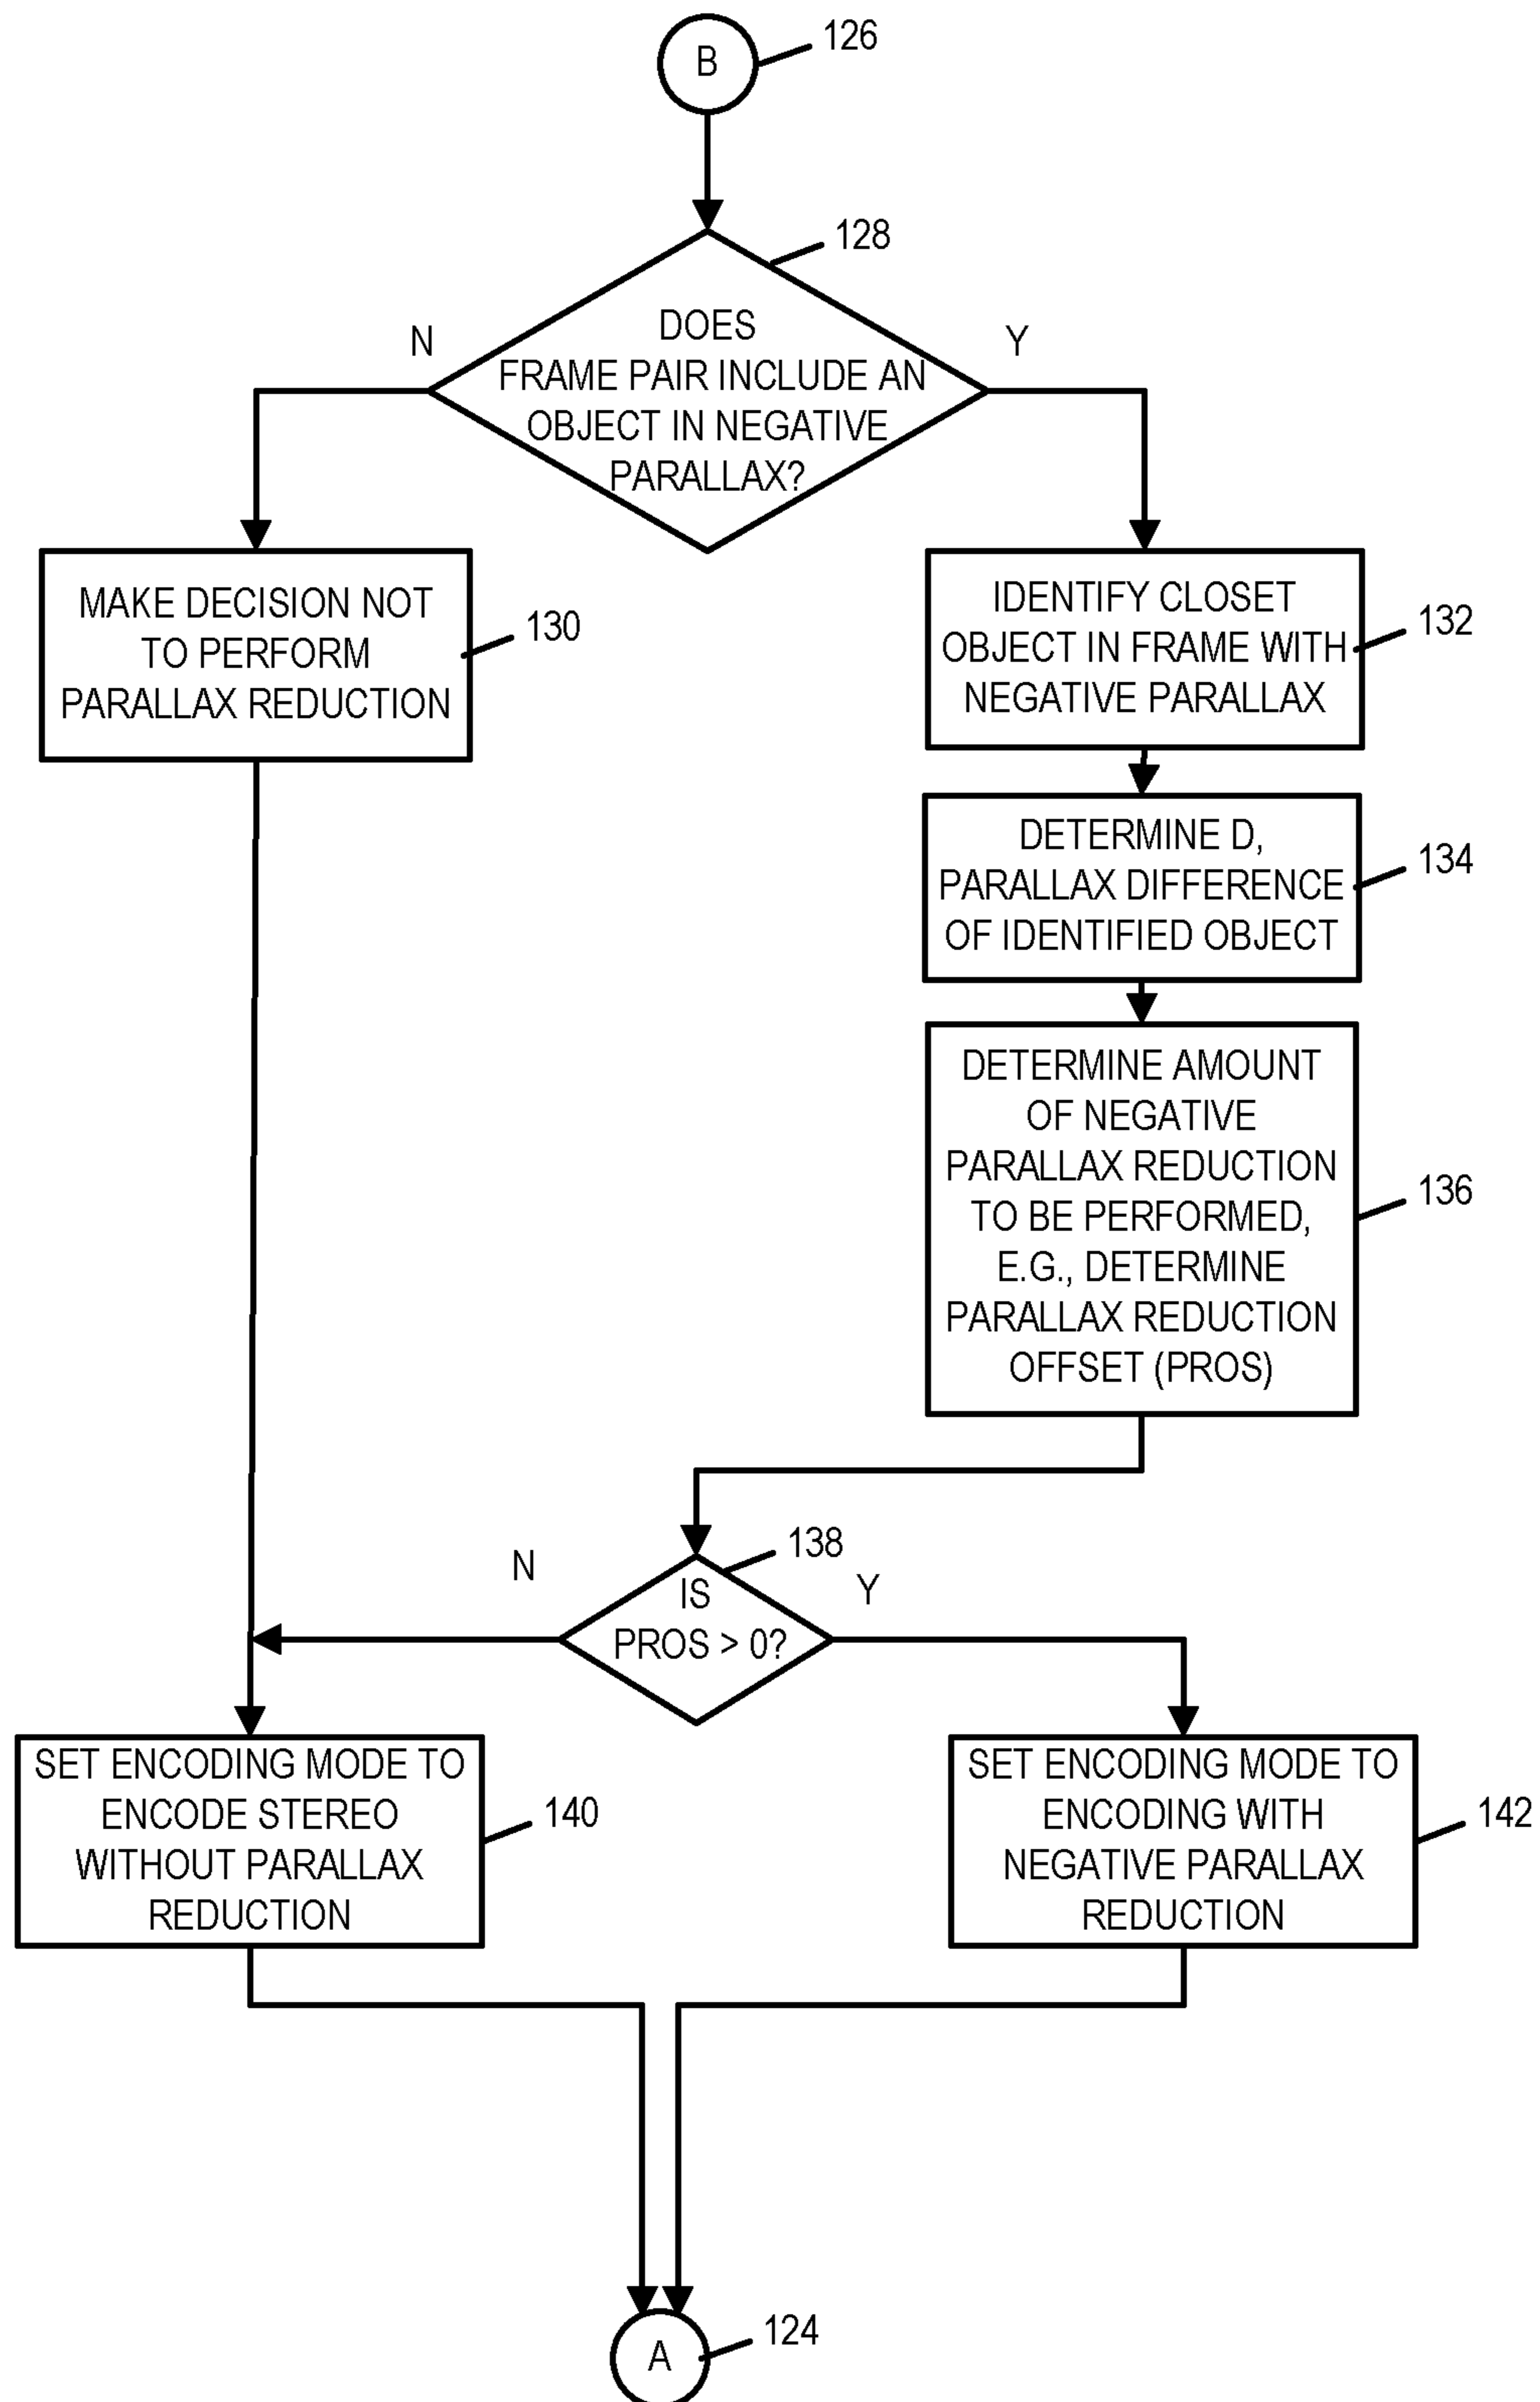 B
126
128
DOES
FRAME PAIR INCLUDE AN
OBJECT IN NEGATIVE
PARALLAX?
N
Y
MAKE DECISION NOT
TO PERFORM
PARALLAX REDUCTION
130
IDENTIFY CLOSET
OBJECT IN FRAME WITH
NEGATIVE PARALLAX
132
DETERMINE D,
PARALLAX DIFFERENCE
OF IDENTIFIED OBJECT
134
DETERMINE AMOUNT
OF NEGATIVE
PARALLAX REDUCTION
TO BE PERFORMED,
E.G., DETERMINE
PARALLAX REDUCTION
OFFSET (PROS)
136
138
IS
PROS > 0?
N
Y
SET ENCODING MODE TO
ENCODE STEREO
WITHOUT PARALLAX
REDUCTION
140
SET ENCODING MODE TO
ENCODING WITH
NEGATIVE PARALLAX
REDUCTION
142
A
124